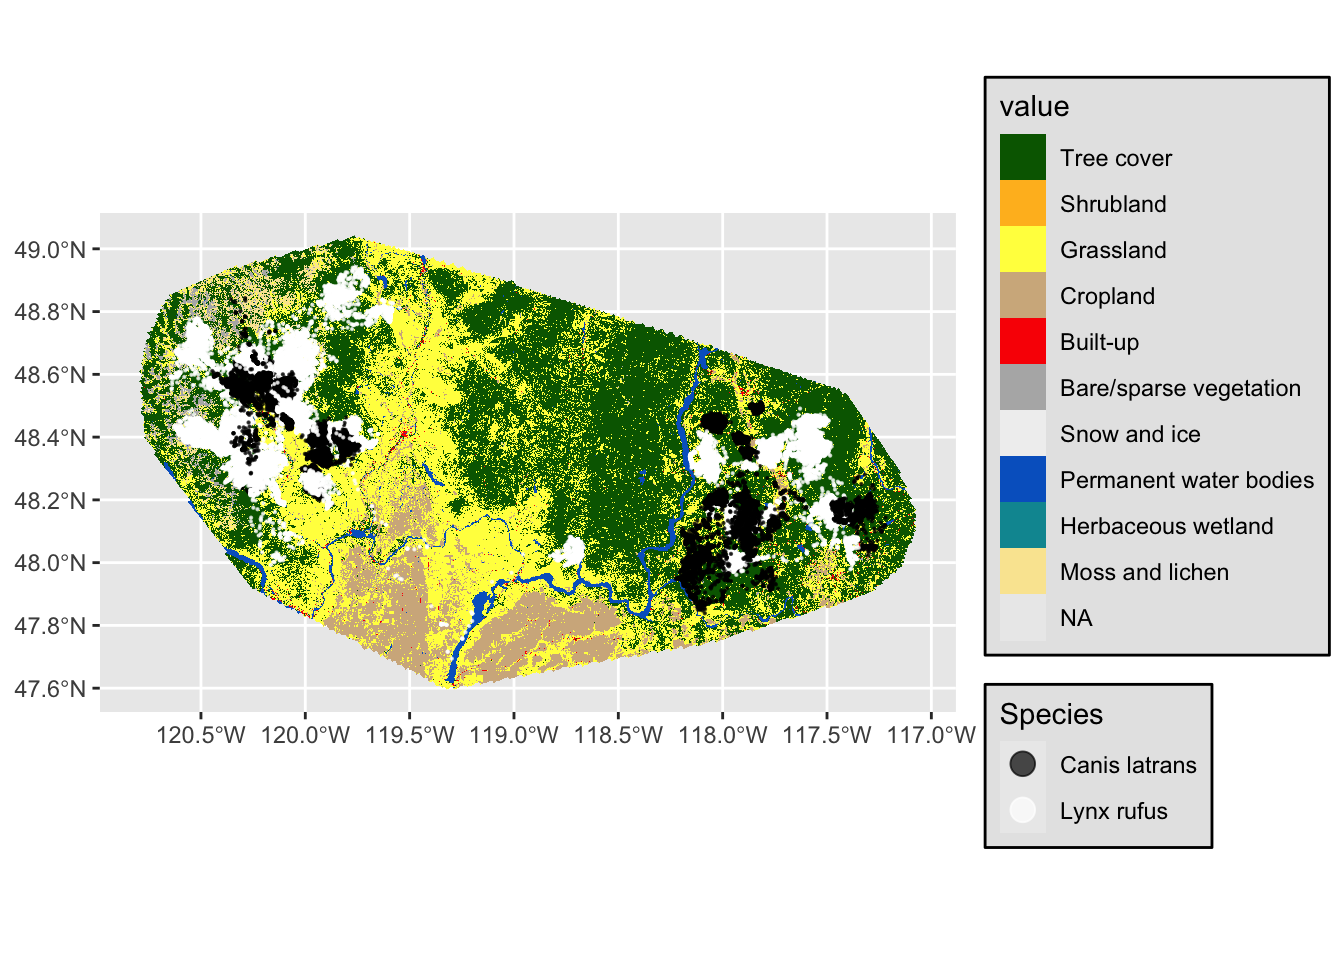 49.0°N
48.8°N
48.6°N
48.4°N
48.2°N
48.0°N
47.8°N
47.6°N
120.5°W 120.0°W 119.5°W 119.0°W 118.5°W 118.0°W 117.5°W 117.0°W
value
Tree cover
Shrubland
Grassland
Cropland
Built-up
Bare/sparse vegetation
Snow and ice
Permanent water bodies
Herbaceous wetland
Moss and lichen
NA
Species
Canis latrans
Lynx rufus